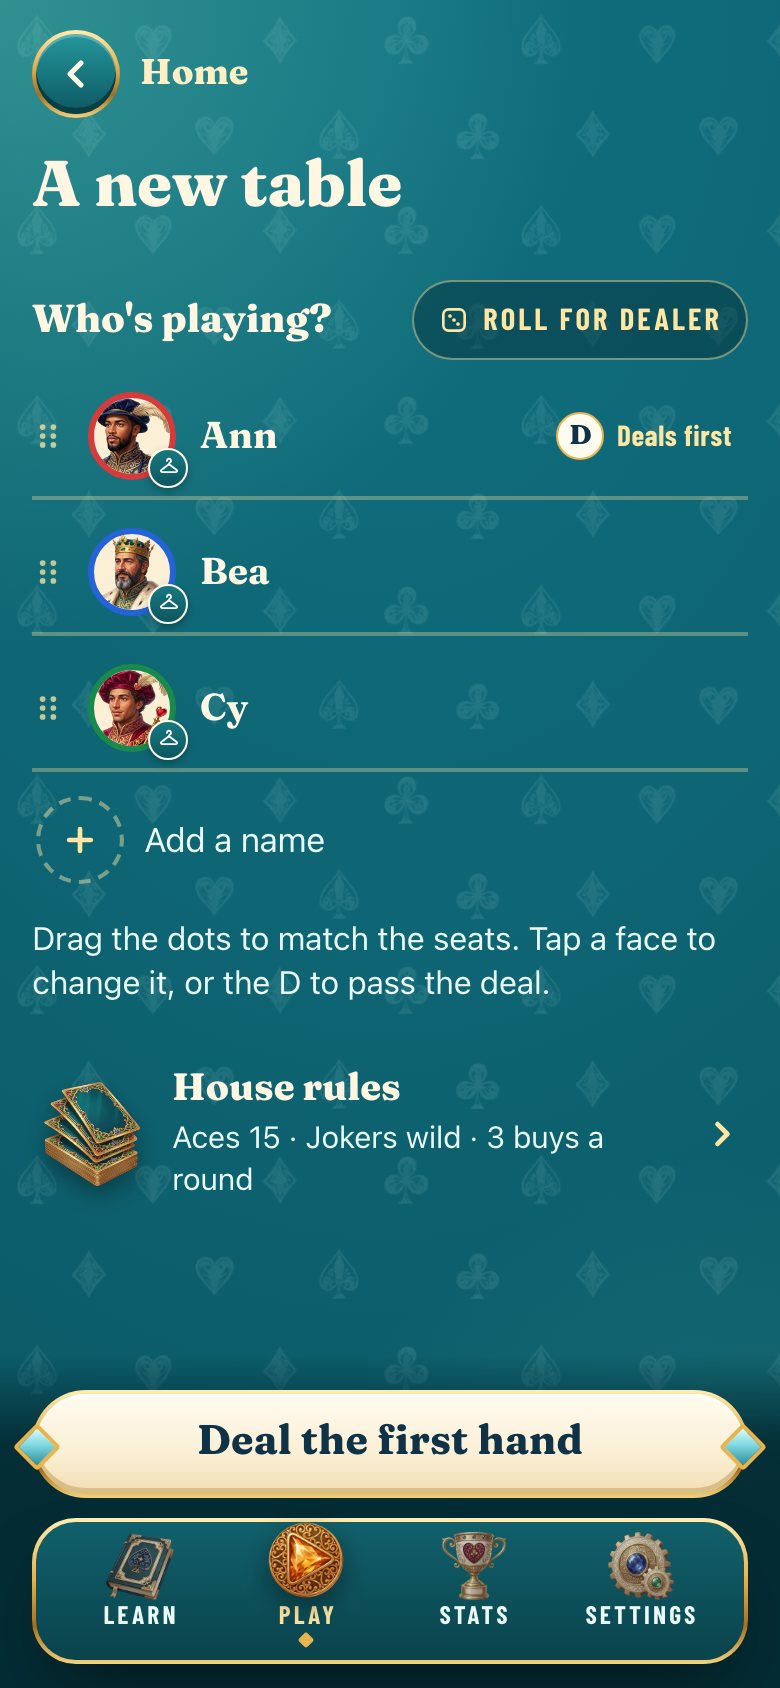 Home
A new table
Who's playing?
ROLL FOR DEALER
Ann
D Deals first
Bea
Cy
Add a name
Drag the dots to match the seats. Tap a face to
change it, or the D to pass the deal.
House rules
Aces 15 · Jokers wild · 3 buys a
round
Deal the first hand
LEARN
PLAY
STATS
SETTINGS